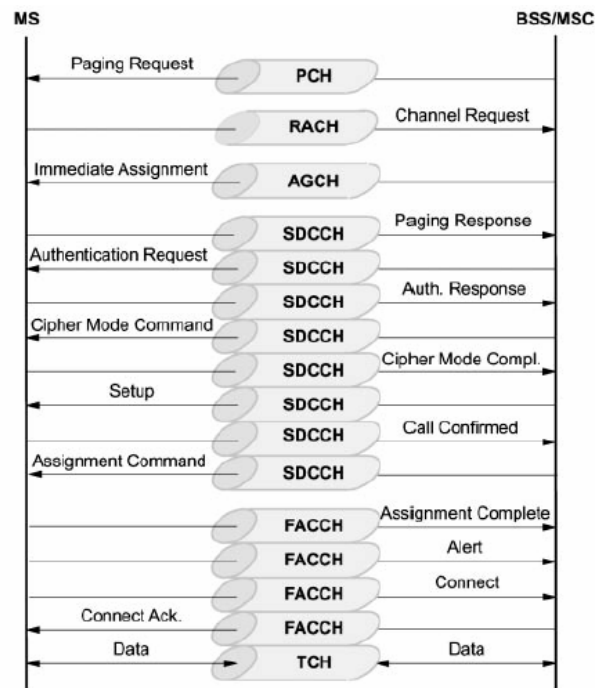 MS BSS/MSC
Paging Request PCH
RACH Channel Request
Immediate Assignment AGCH
SDCCH Paging Response
Authentication Request SDCCH
SDCCH Auth. Response
Cipher Mode Command SDCCH
SDCCH Cipher Mode Compl.
Setup SDCCH
SDCCH Call Confirmed
Assignment Command SDCCH
FACCH Assignment Complete
FACCH Alert
FACCH Connect
Connect Ack. FACCH
Data TCH Data